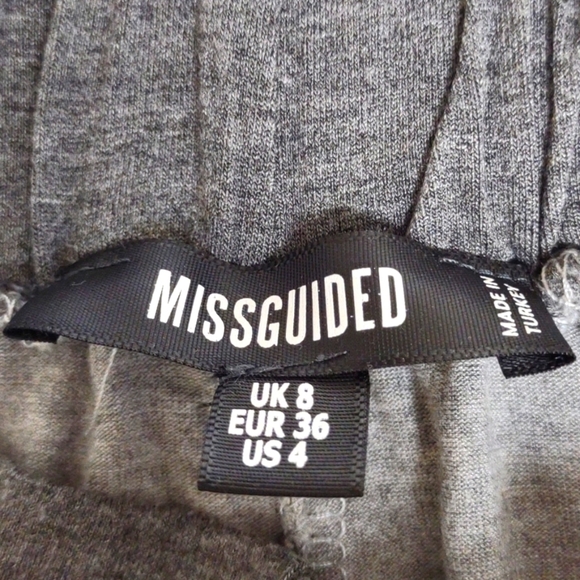 MISSGUIDED
MADE IN
TURKEY
UK 8
EUR 36
US 4